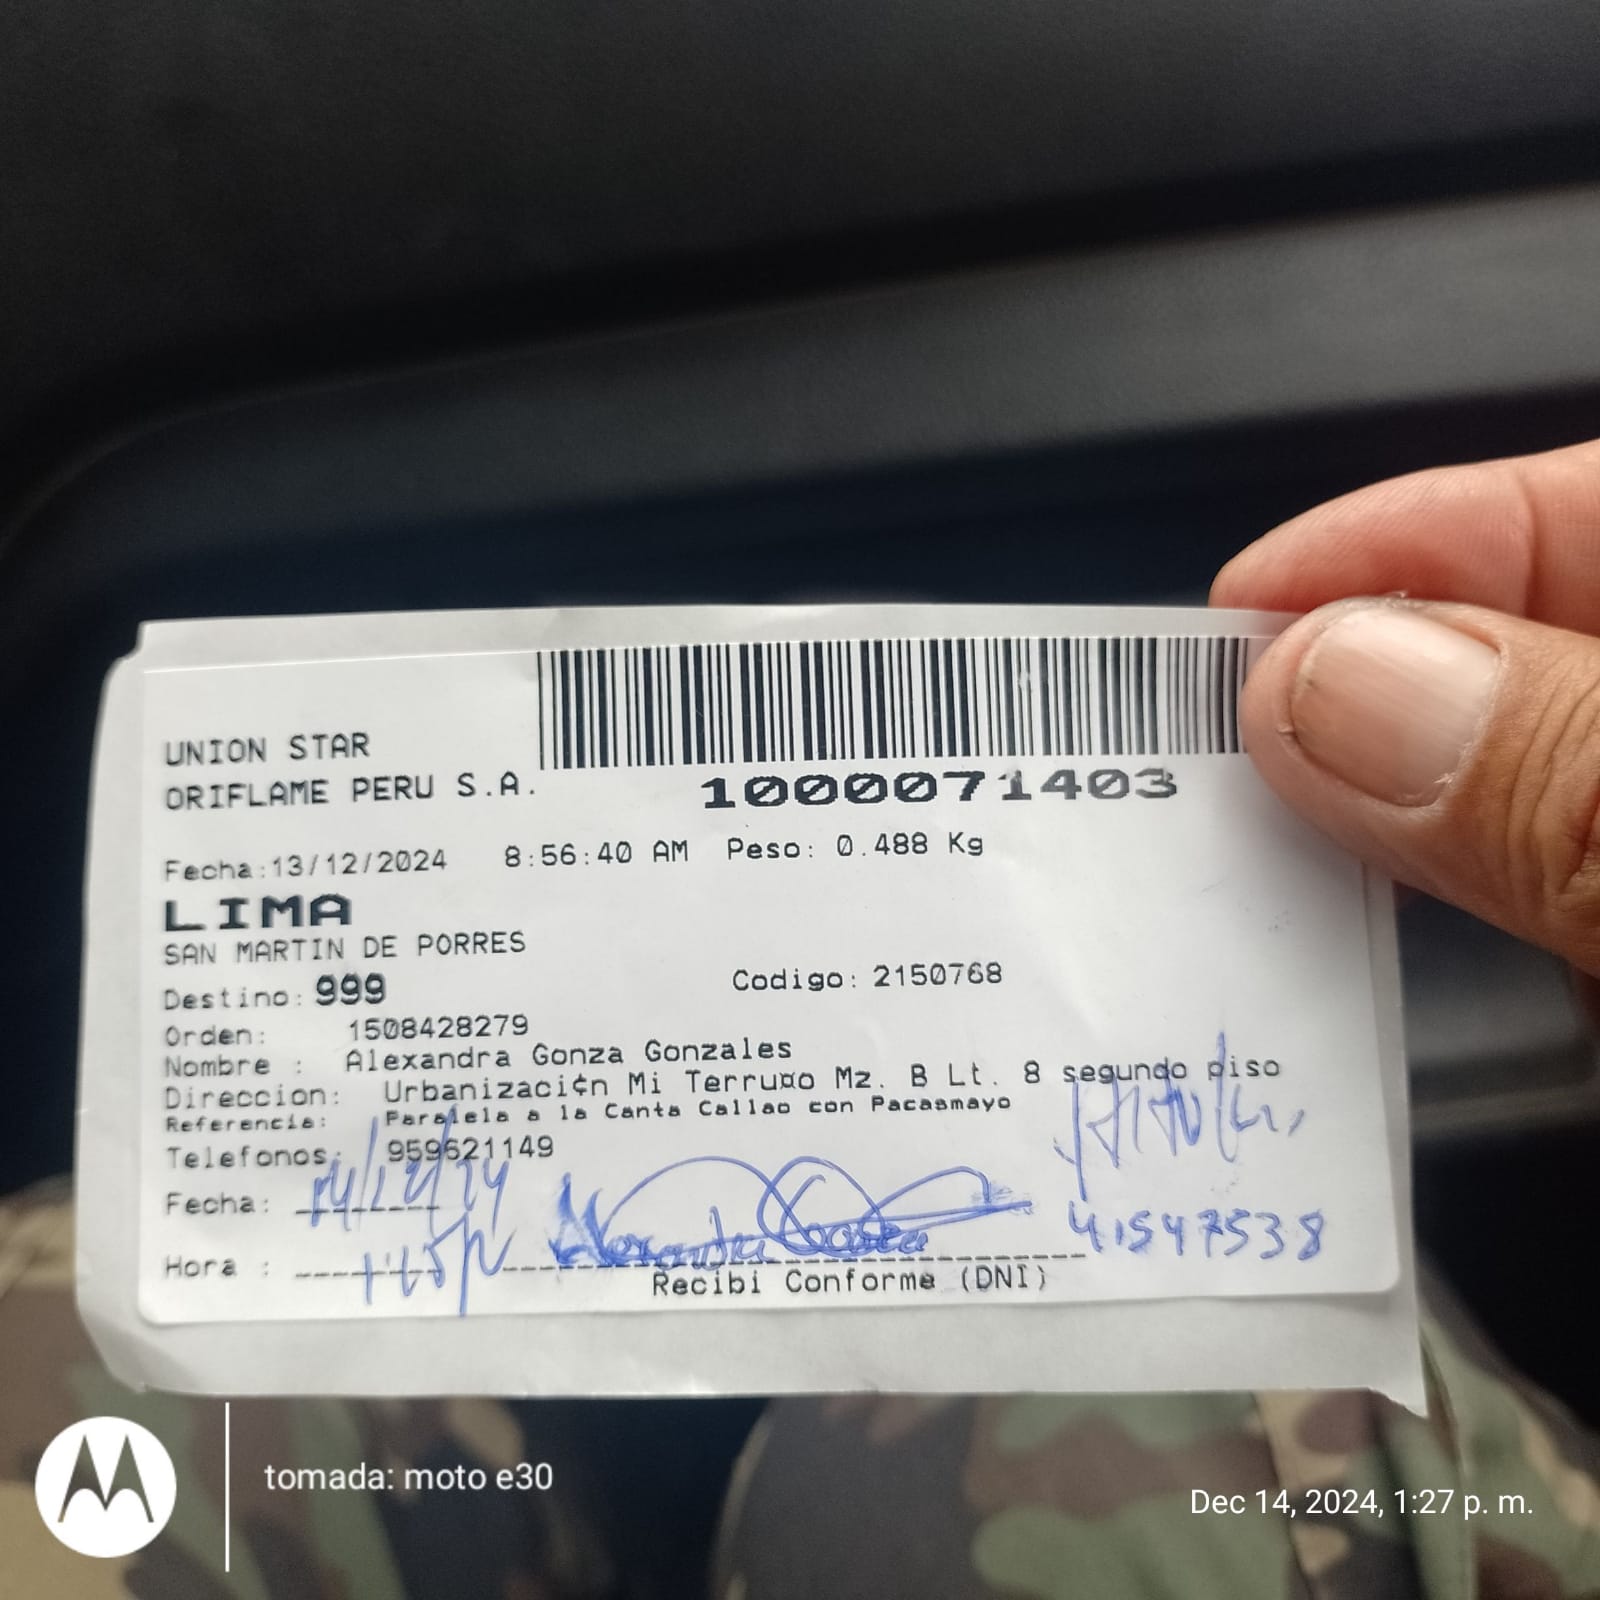 UNION STAR
ORIFLAME PERU S.A.
1000071403
Fecha:13/12/2024 8:56:40 AM Peso: 0.488 Kg
LIMA
SAN MARTIN DE PORRES
Destino: 999 Codigo: 2150768
Orden: 1508428279
Nombre : Alexandra Gonza Gonzales
Direccion: Urbanizaci¢n Mi Terru¤o Mz. B Lt. 8 segundo piso
Referencia: Paralela a la Canta Callao con Pacasmayo
Telefonos: 959621149
Fecha: 14/12/24
41547538
Hora :
Recibi Conforme (DNI)
tomada: moto e30
Dec 14, 2024, 1:27 p. m.